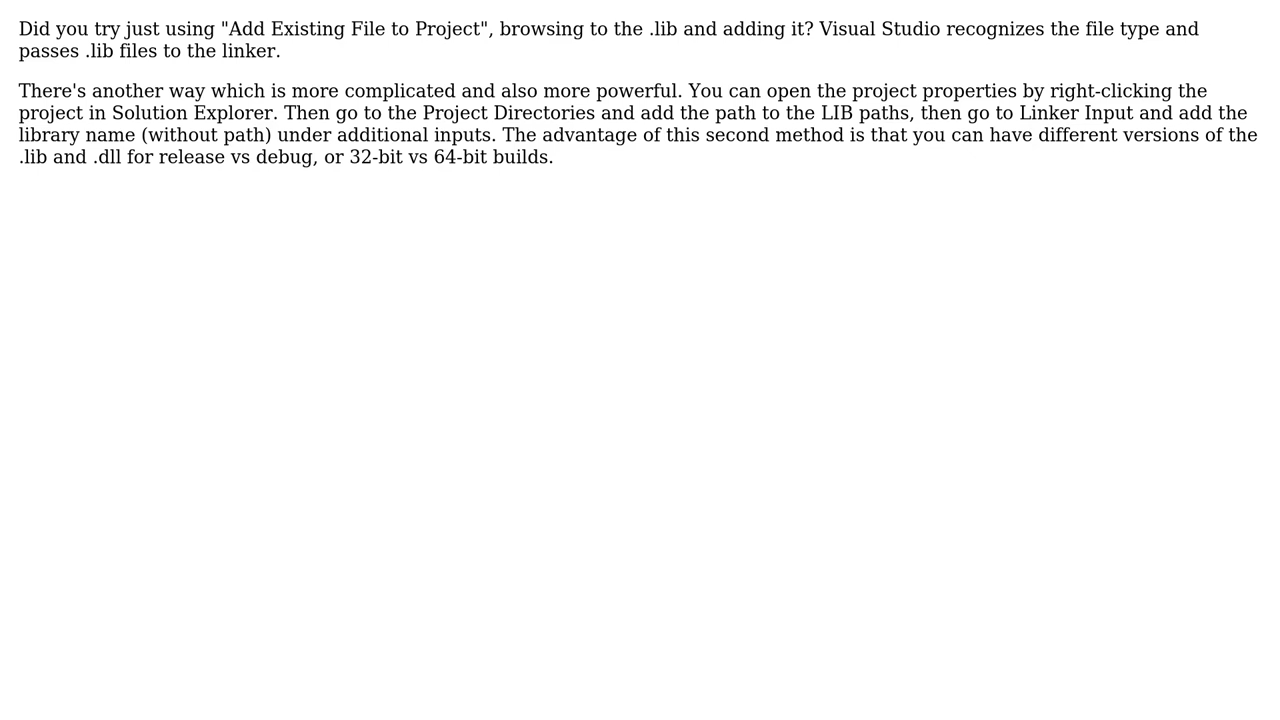 Did you try just using "Add Existing File to Project", browsing to the .lib and adding it? Visual Studio recognizes the file type and
passes .lib files to the linker.
There's another way which is more complicated and also more powerful. You can open the project properties by right-clicking the
project in Solution Explorer. Then go to the Project Directories and add the path to the LIB paths, then go to Linker Input and add the
library name (without path) under additional inputs. The advantage of this second method is that you can have different versions of the
.lib and .dll for release vs debug, or 32-bit vs 64-bit builds.